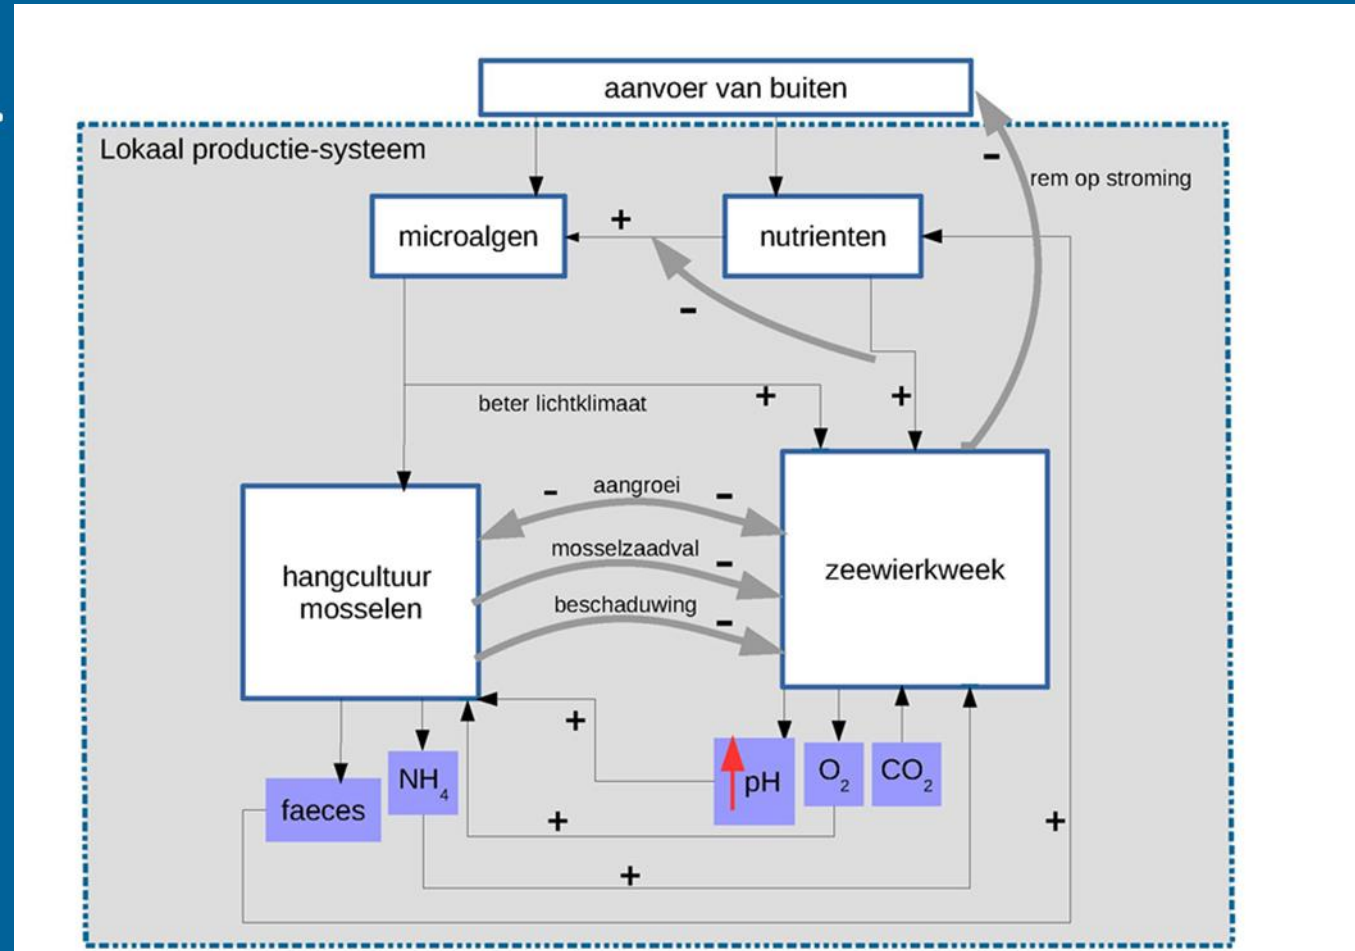 aanvoer van buiten
Lokaal productie-systeem
-
rem op stroming
+
microalgen
nutrienten
-
beter lichtklimaat
+
+
-
aangroei
-
mosselzaadval
-
beschaduwing
-
hangcultuur
mosselen
zeewierkweek
+
NH4
pH
O2
CO2
faeces
+
+
+